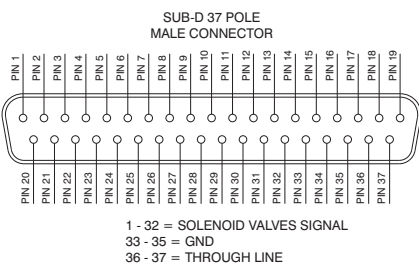 SUB-D 37 POLE
MALE CONNECTOR
PIN 1
PIN 2
PIN 3
PIN 4
PIN 5
PIN 6
PIN 7
PIN 8
PIN 9
PIN 10
PIN 11
PIN 12
PIN 13
PIN 14
PIN 15
PIN 16
PIN 17
PIN 18
PIN 19
PIN 20
PIN 21
PIN 22
PIN 23
PIN 24
PIN 25
PIN 26
PIN 27
PIN 28
PIN 29
PIN 30
PIN 31
PIN 32
PIN 33
PIN 34
PIN 35
PIN 36
PIN 37
1 - 32 = SOLENOID VALVES SIGNAL
33 - 35 = GND
36 - 37 = THROUGH LINE